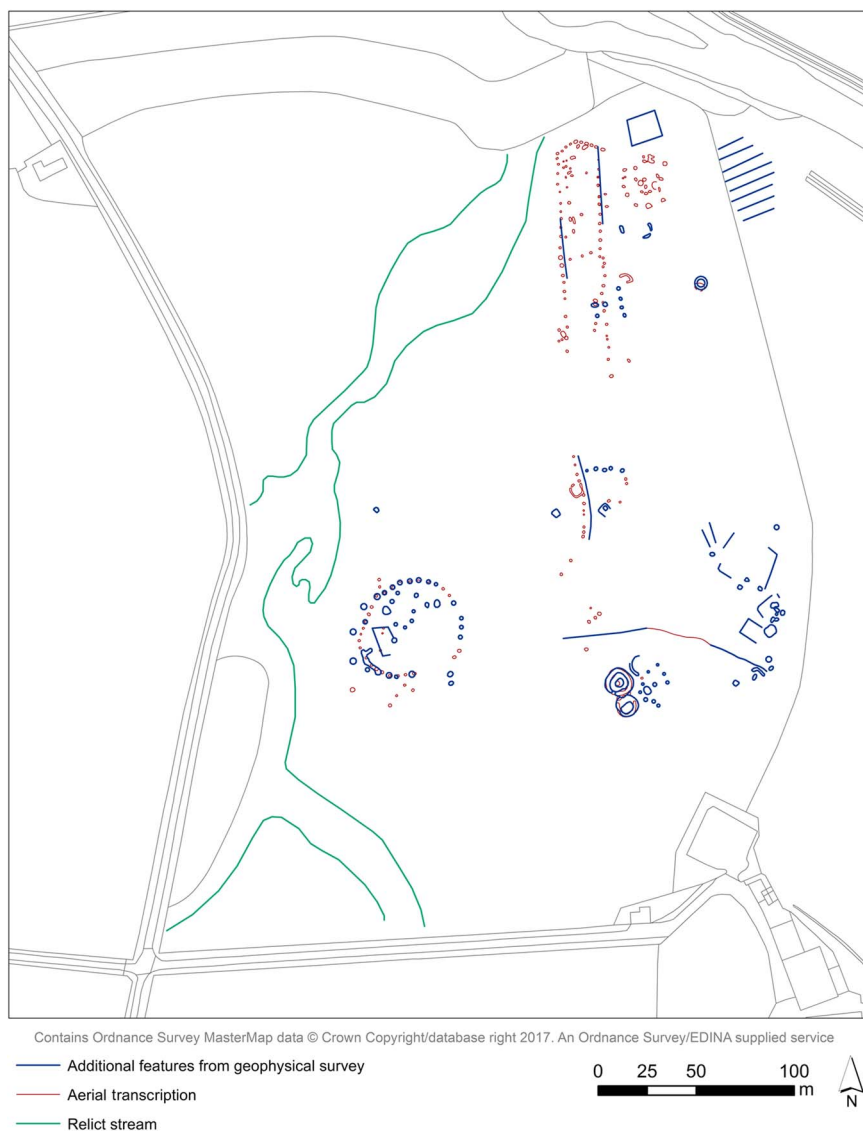 Contains Ordnance Survey MasterMap data © Crown Copyright/database right 2017. An Ordnance Survey/EDINA supplied service
Additional features from geophysical survey
Aerial transcription
Relict stream
0 25 50 100
m
N